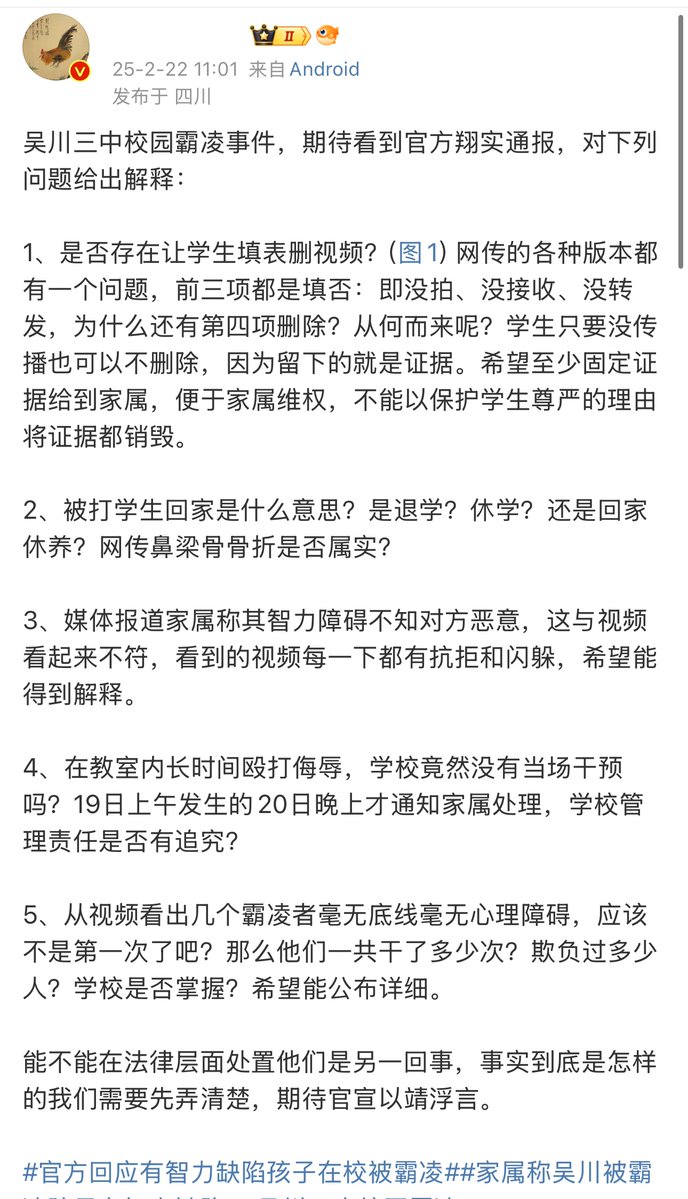 II
25-2-22 11:01 来自Android
发布于 四川
吴川三中校园霸凌事件，期待看到官方翔实通报，对下列
问题给出解释：
1、是否存在让学生填表删视频？(图1) 网传的各种版本都
有一个问题，前三项都是填否：即没拍、没接收、没转
发，为什么还有第四项删除？从何而来呢？学生只要没传
播也可以不删除，因为留下的就是证据。希望至少固定证
据给到家属，便于家属维权，不能以保护学生尊严的理由
将证据都销毁。
2、被打学生回家是什么意思？是退学？休学？还是回家
休养？网传鼻梁骨骨折是否属实？
3、媒体报道家属称其智力障碍不知对方恶意，这与视频
看起来不符，看到的视频每一下都有抗拒和闪躲，希望能
得到解释。
4、在教室内长时间殴打侮辱，学校竟然没有当场干预
吗？19日上午发生的20日晚上才通知家属处理，学校管
理责任是否有追究？
5、从视频看出几个霸凌者毫无底线毫无心理障碍，应该
不是第一次了吧？那么他们一共干了多少次？欺负过多少
人？学校是否掌握？希望能公布详细。
能不能在法律层面处置他们是另一回事，事实到底是怎样
的我们需要先弄清楚，期待官宣以靖浮言。
#官方回应有智力缺陷孩子在校被霸凌##家属称吴川被霸